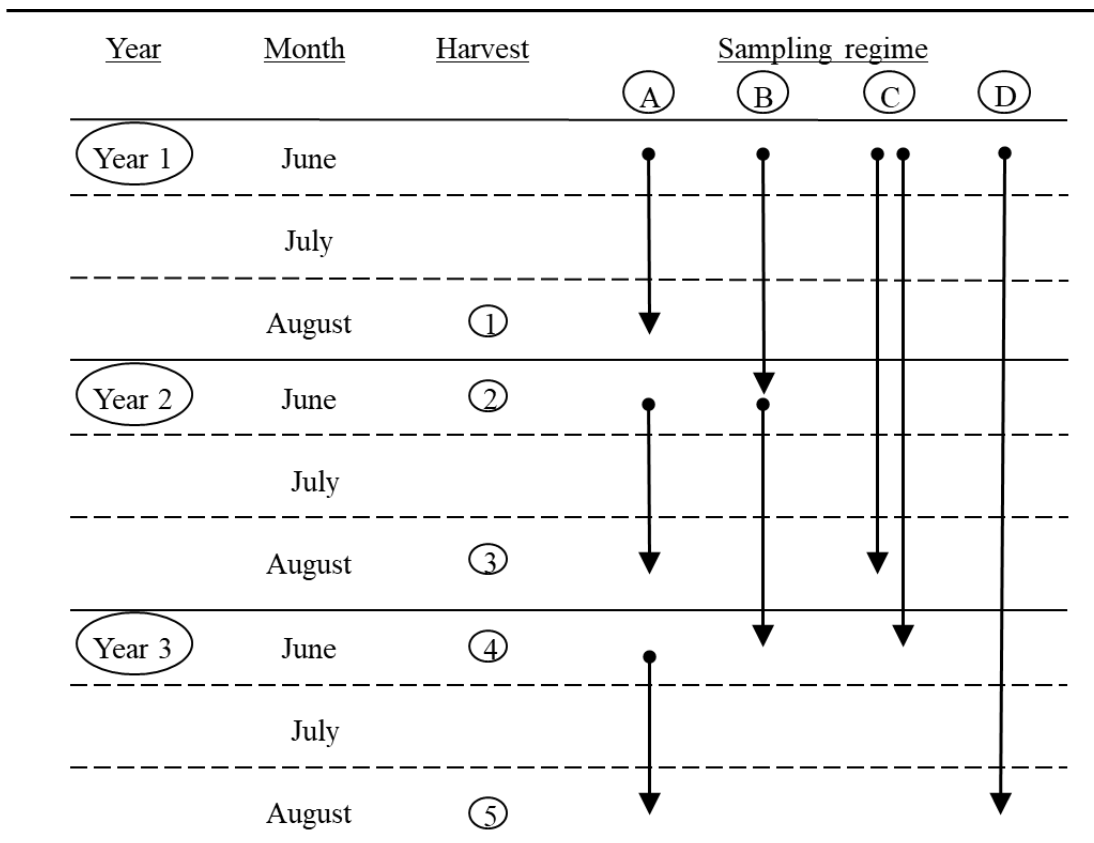 Year Month Harvest Sampling regime
A B C D
Year 1 June
July
August 1
Year 2 June 2
July
August 3
Year 3 June 4
July
August 5